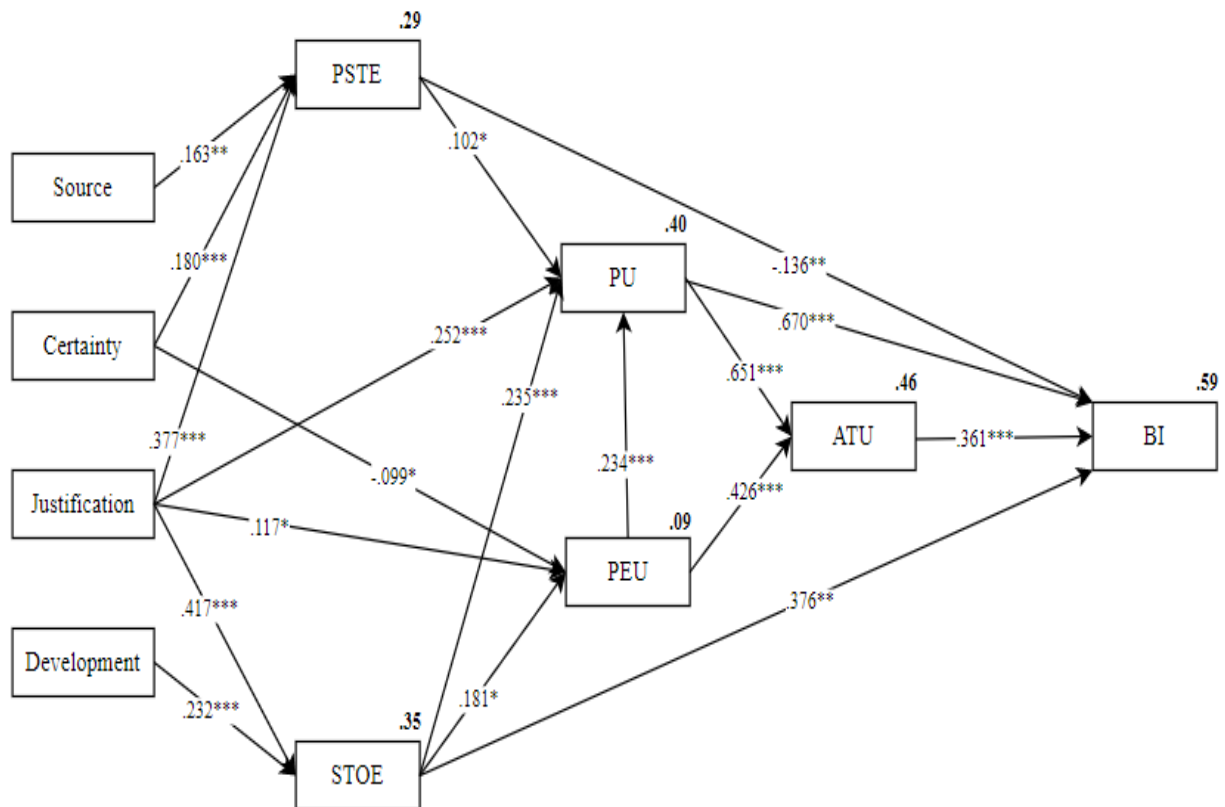 .29
PSTE
.163**
.102*
Source
.40
.180***
PU
-.136**
.252***
.670***
Certainty
.651***
.46
.59
.235***
ATU
.361***
BI
.377***
.234***
-.099*
.426***
Justification
.117*
.09
PEU
.376**
.417***
Development
.181*
.232***
.35
STOE